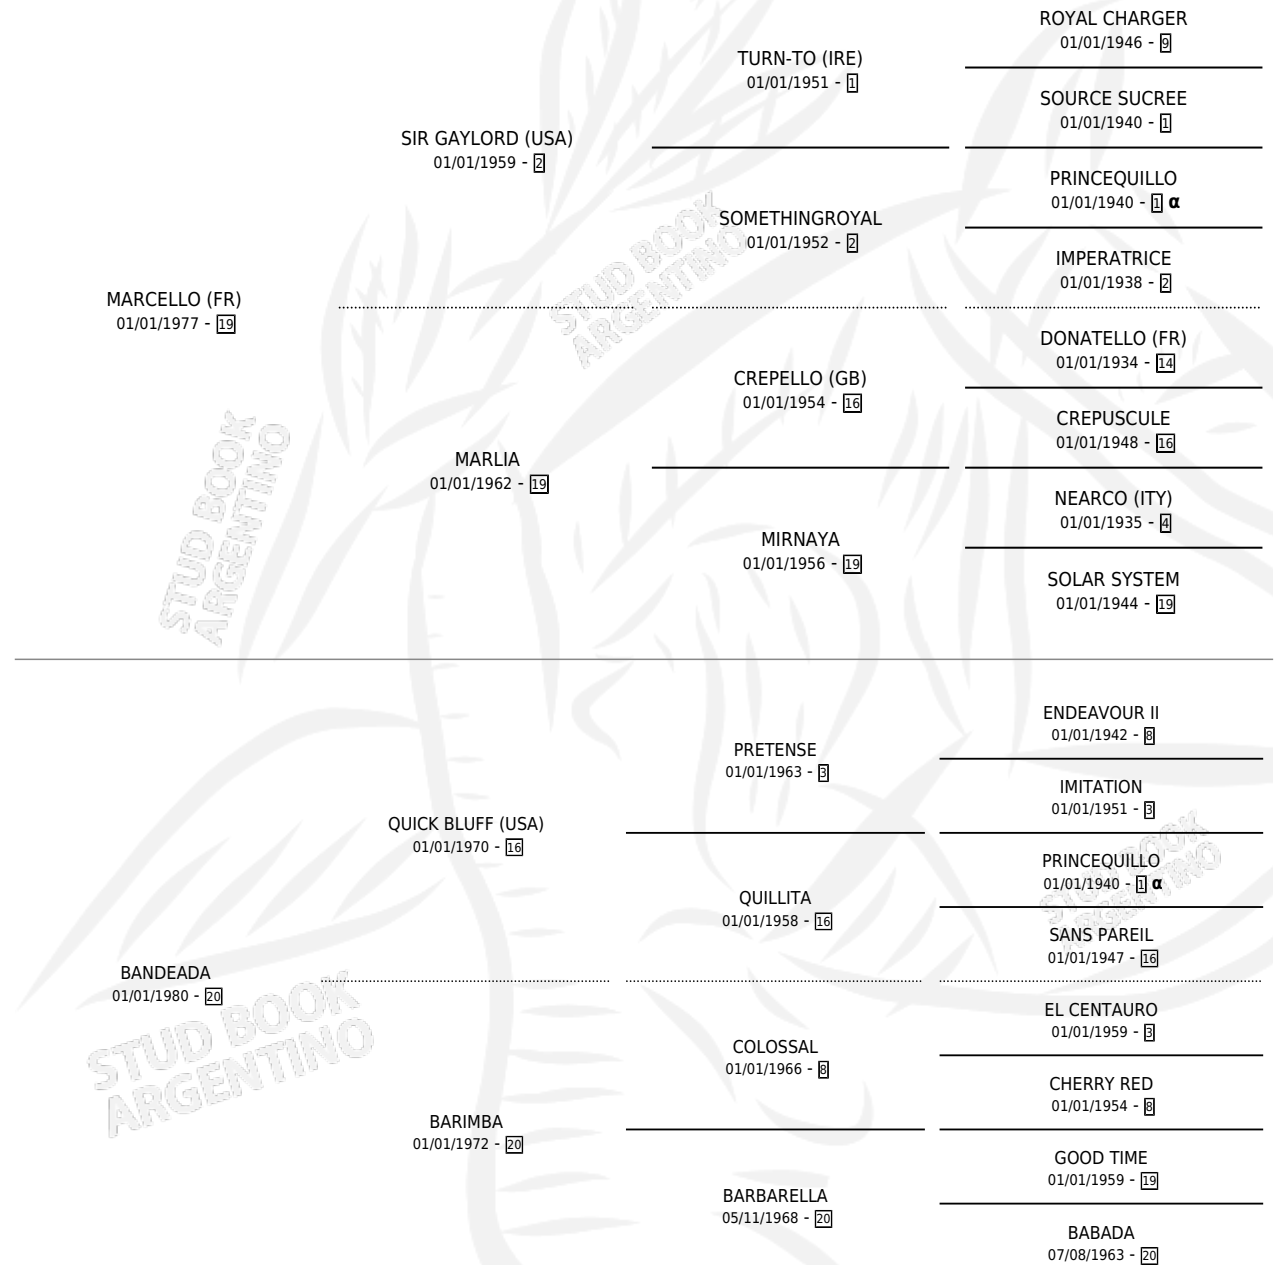 MARCELLO (FR)
01/01/1977 - 19
SIR GAYLORD (USA)
01/01/1959 - 2
TURN-TO (IRE)
01/01/1951 - 1
ROYAL CHARGER
01/01/1946 - 9
SOURCE SUCREE
01/01/1940 - 1
SOMETHINGROYAL
01/01/1952 - 2
PRINCEQUILLO
01/01/1940 - 1 α
IMPERATRICE
01/01/1938 - 2
MARLIA
01/01/1962 - 19
CREPELLO (GB)
01/01/1954 - 16
DONATELLO (FR)
01/01/1934 - 14
CREPUSCULE
01/01/1948 - 16
MIRNAYA
01/01/1956 - 19
NEARCO (ITY)
01/01/1935 - 4
SOLAR SYSTEM
01/01/1944 - 19
BANDEADA
01/01/1980 - 20
QUICK BLUFF (USA)
01/01/1970 - 16
PRETENSE
01/01/1963 - 3
ENDEAVOUR II
01/01/1942 - 8
IMITATION
01/01/1951 - 3
QUILLITA
01/01/1958 - 16
PRINCEQUILLO
01/01/1940 - 1 α
SANS PAREIL
01/01/1947 - 16
BARIMBA
01/01/1972 - 20
COLOSSAL
01/01/1966 - 8
EL CENTAURO
01/01/1959 - 3
CHERRY RED
01/01/1954 - 8
BARBARELLA
05/11/1968 - 20
GOOD TIME
01/01/1959 - 19
BABADA
07/08/1963 - 20
STUD BOOK
ARGENTINO
STUD BOOK
ARGENTINO
STUD BOOK
ARGENTINO
STUD BOOK
ARGENTINO